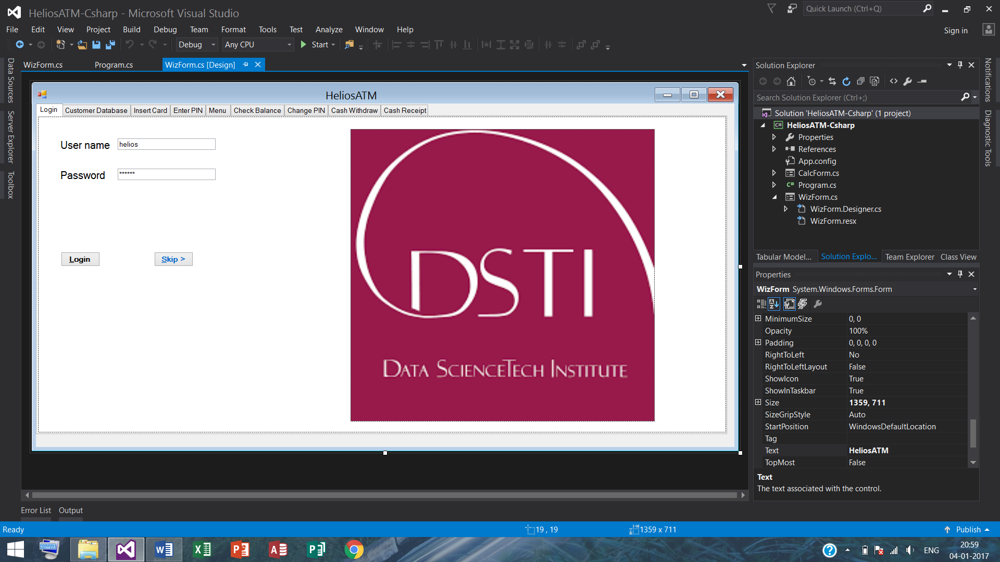 HeliosATM-Csharp - Microsoft Visual Studio
Quick Launch (Ctrl+Q)
File Edit View Project Build Debug Team Format Tools Test Analyze Window Help
Sign in
Debug Any CPU Start
WizForm.cs Program.cs WizForm.cs [Design]
Data Sources
Server Explorer
Toolbox
HeliosATM
Login Customer Database Insert Card Enter PIN Menu Check Balance Change PIN Cash Withdraw Cash Receipt
User name helios
Password ******
Login Skip >
DSTI
DATA SCIENCETECH INSTITUTE
Solution Explorer
Search Solution Explorer (Ctrl+;)
Solution 'HeliosATM-Csharp' (1 project)
C# HeliosATM-Csharp
Properties
References
App.config
CalcForm.cs
C# Program.cs
WizForm.cs
WizForm.Designer.cs
WizForm.resx
Tabular Model... Solution Explo... Team Explorer Class View
Properties
WizForm System.Windows.Forms.Form
MinimumSize 0, 0
Opacity 100%
Padding 0, 0, 0, 0
RightToLeft No
RightToLeftLayout False
ShowIcon True
ShowInTaskbar True
Size 1359, 711
SizeGripStyle Auto
StartPosition WindowsDefaultLocation
Tag
Text HeliosATM
TopMost False
Text
The text associated with the control.
Notifications
Diagnostic Tools
Error List Output
Ready 19 , 19 1359 x 711 Publish
ENG
20:59
04-01-2017